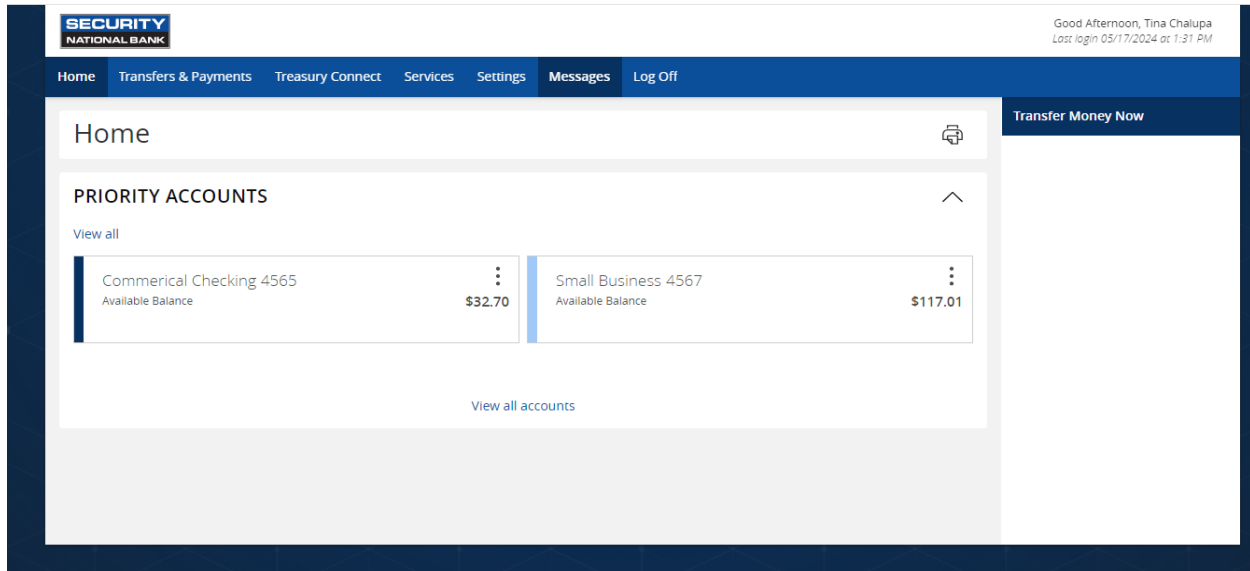 SECURITY
NATIONAL BANK
Good Afternoon, Tina Chalupa
Last login 05/17/2024 at 1:31 PM
Home Transfers & Payments Treasury Connect Services Settings Messages Log Off
Transfer Money Now
Home
PRIORITY ACCOUNTS
View all
Commerical Checking 4565
Available Balance $32.70
Small Business 4567
Available Balance $117.01
View all accounts